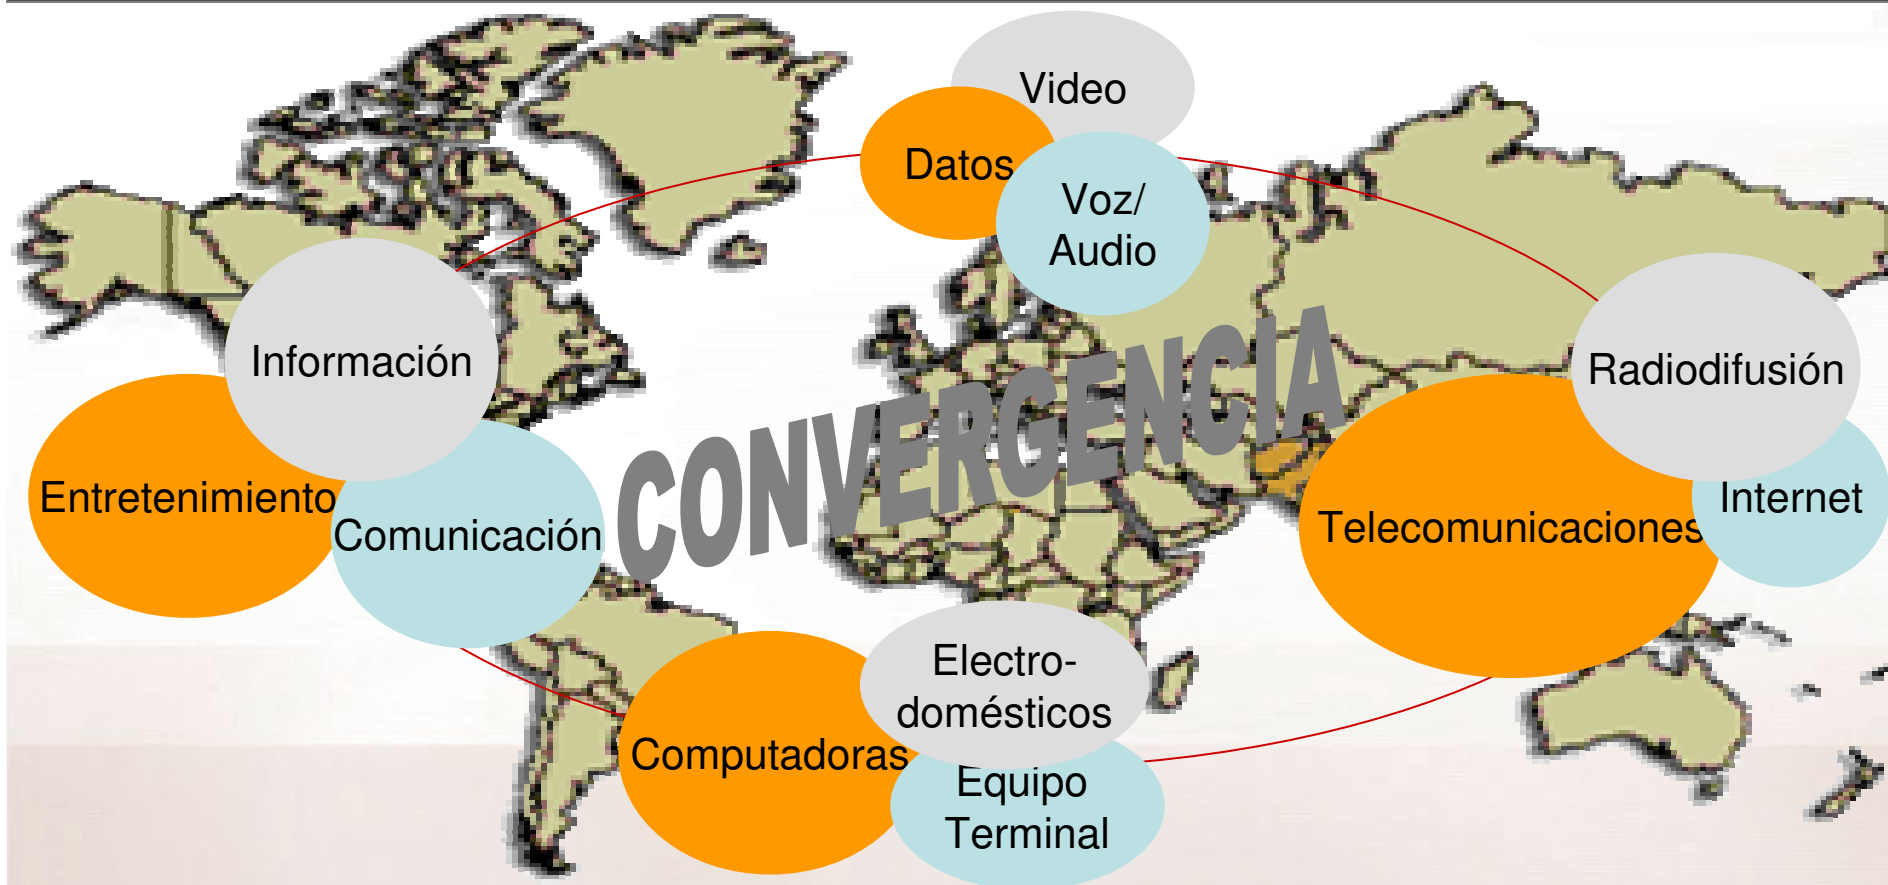 Video
Datos
Voz/
Audio
Información
Entretenimiento
Comunicación
CONVERGENCIA
Radiodifusión
Internet
Telecomunicaciones
Electro-
domésticos
Computadoras
Equipo
Terminal